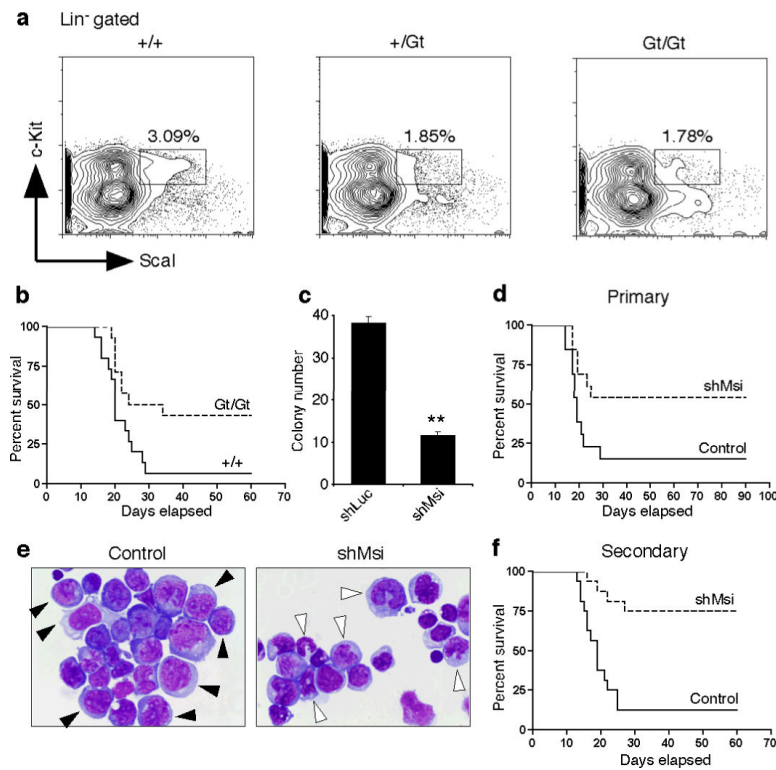 a Lin⁻ gated
+/+ +/Gt Gt/Gt
c-Kit
3.09% 1.85% 1.78%
Scal
b
Percent survival
100
75
50
25
0
Gt/Gt
+/+
0 10 20 30 40 50 60 70
Days elapsed
c
Colony number
40
30
20
10
0
**
shLuc shMsi
d Primary
Percent survival
100
75
50
25
0
shMsi
Control
0 10 20 30 40 50 60 70 80 90 100
Days elapsed
e Control shMsi
f Secondary
Percent survival
100
75
50
25
0
shMsi
Control
0 10 20 30 40 50 60 70
Days elapsed